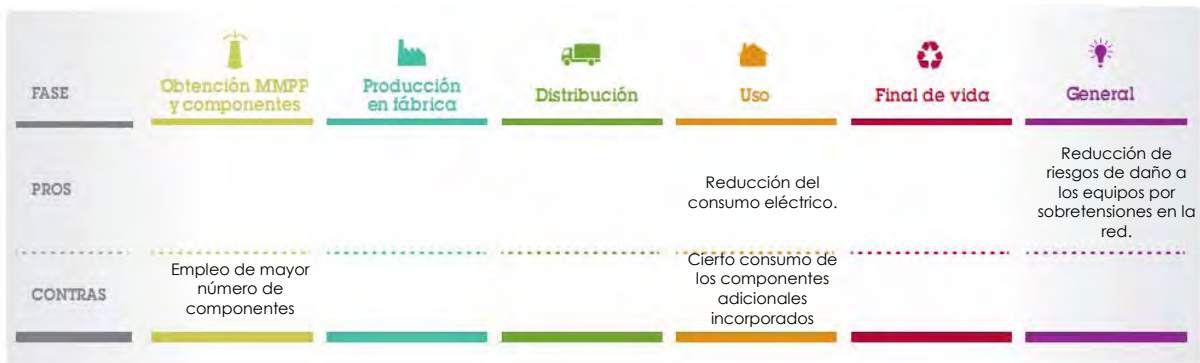 FASE
Obtención MMPP
y componentes
Producción
en fábrica
Distribución
Uso
Final de vida
General
PROS
Reducción del
consumo eléctrico.
Reducción de
riesgos de daño a
los equipos por
sobretensiones en la
red.
CONTRAS
Empleo de mayor
número de
componentes
Cierto consumo de
los componentes
adicionales
incorporados